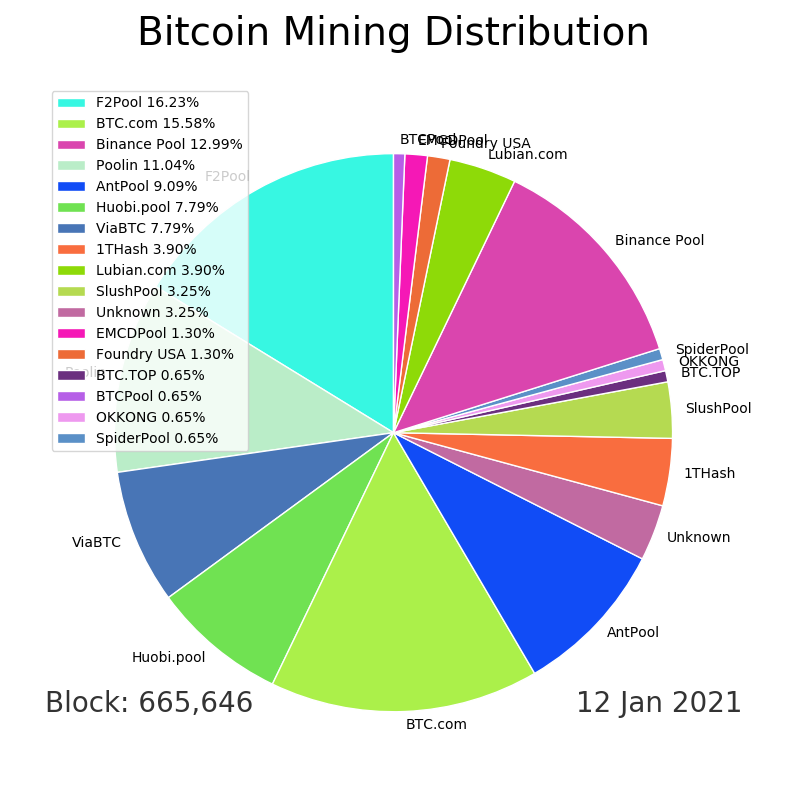 Bitcoin Mining Distribution
F2Pool 16.23%
BTC.com 15.58%
Binance Pool 12.99%
Poolin 11.04%
AntPool 9.09%
Huobi.pool 7.79%
ViaBTC 7.79%
1THash 3.90%
Lubian.com 3.90%
SlushPool 3.25%
Unknown 3.25%
EMCDPool 1.30%
Foundry USA 1.30%
BTC.TOP 0.65%
BTCPool 0.65%
OKKONG 0.65%
SpiderPool 0.65%
BTCPool
EMCDPool
Foundry USA
Lubian.com
F2Pool
Binance Pool
SpiderPool
OKKONG
BTC.TOP
Poolin
SlushPool
1THash
Unknown
ViaBTC
AntPool
Huobi.pool
BTC.com
Block: 665,646
12 Jan 2021